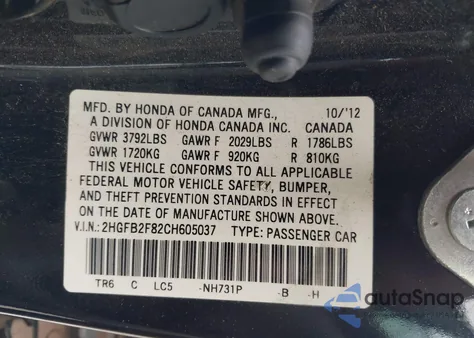 MFD. BY HONDA OF CANADA MFG., 10/'12
A DIVISION OF HONDA CANADA INC. CANADA
GVWR 3792LBS GAWR F 2029LBS R 1786LBS
GVWR 1720KG GAWR F 920KG R 810KG
THIS VEHICLE CONFORMS TO ALL APPLICABLE
FEDERAL MOTOR VEHICLE SAFETY, BUMPER,
AND THEFT PREVENTION STANDARDS IN EFFECT
ON THE DATE OF MANUFACTURE SHOWN ABOVE.
V.I.N.: 2HGFB2F82CH605037 TYPE: PASSENGER CAR
TR6 C LC5 -NH731P -B -H
autoSnap